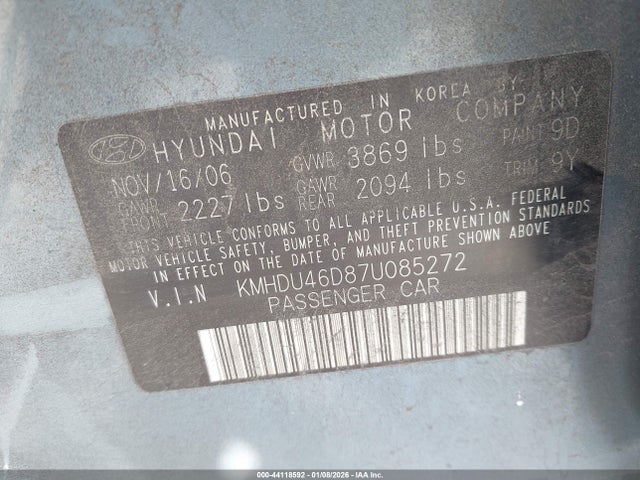 MANUFACTURED IN KOREA BY
HYUNDAI MOTOR COMPANY
NOV/16/06 GVWR 3869 lbs PAINT 9D
GAWR FRONT 2227 lbs GAWR REAR 2094 lbs TRIM 9Y
THIS VEHICLE CONFORMS TO ALL APPLICABLE U.S.A. FEDERAL
MOTOR VEHICLE SAFETY, BUMPER, AND THEFT PREVENTION STANDARDS
IN EFFECT ON THE DATE OF MANUFACTURE SHOWN ABOVE
V.I.N KMHDU46D87U085272
PASSENGER CAR
© IAA - 44118592 - 01/08/2026 - IAA Inc.